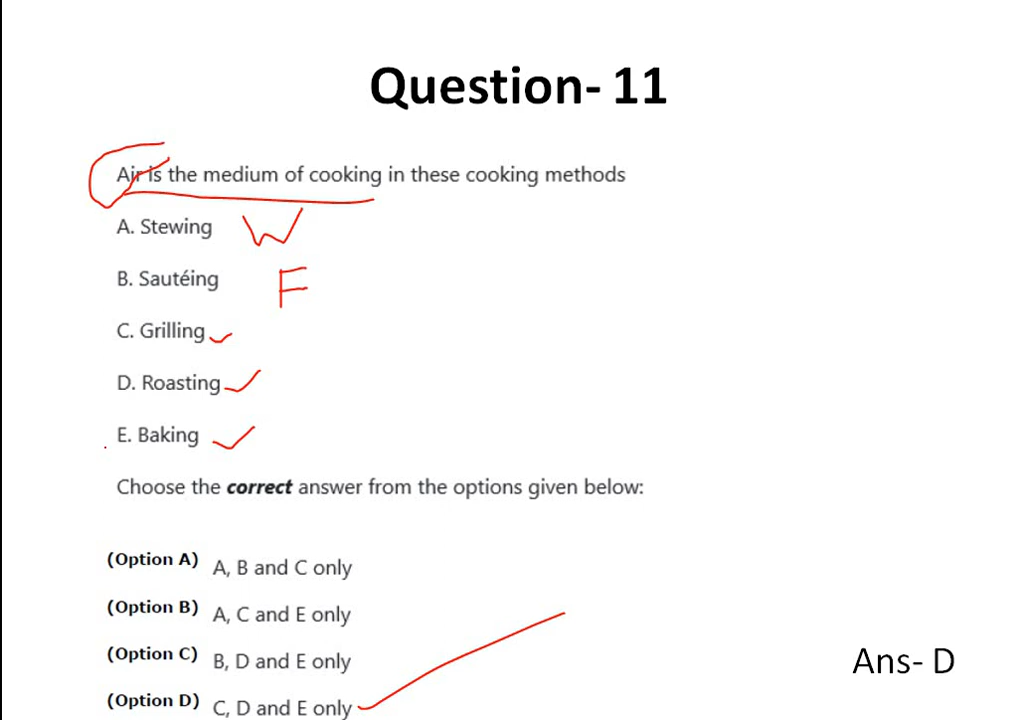 Question- 11
Air is the medium of cooking in these cooking methods
A. Stewing W
B. Sautéing F
C. Grilling
D. Roasting
E. Baking
Choose the correct answer from the options given below:
(Option A) A, B and C only
(Option B) A, C and E only
(Option C) B, D and E only
(Option D) C, D and E only
Ans- D